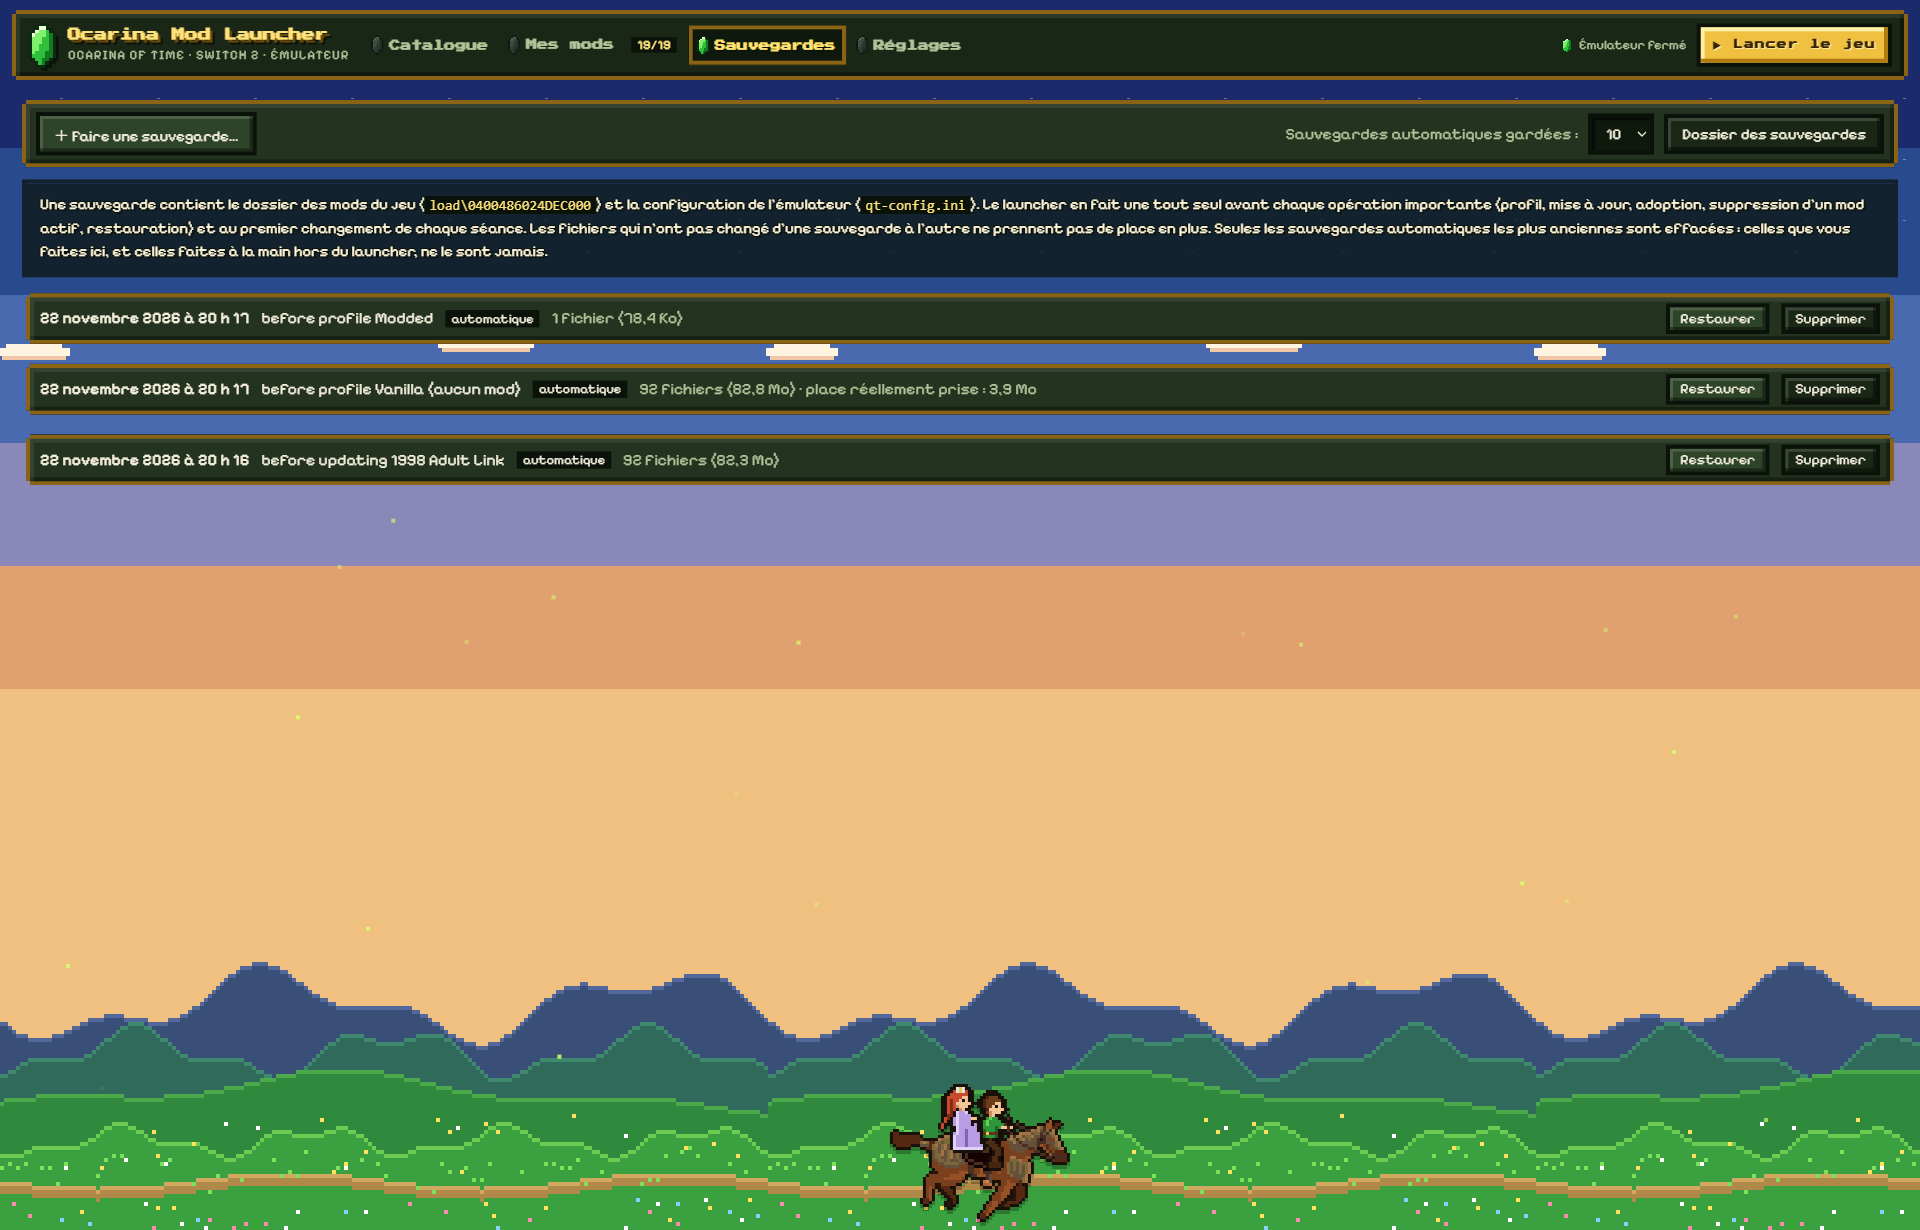 Ocarina Mod Launcher
OCARINA OF TIME · SWITCH 2 · ÉMULATEUR
Catalogue
Mes mods 19/19
Sauvegardes
Réglages
Émulateur fermé
▸ Lancer le jeu
+ Faire une sauvegarde…
Sauvegardes automatiques gardées : 10
Dossier des sauvegardes
Une sauvegarde contient le dossier des mods du jeu ( load\0400486024DEC000 ) et la configuration de l'émulateur ( qt-config.ini ). Le launcher en fait une tout seul avant chaque opération importante (profil, mise à jour, adoption, suppression d'un mod
actif, restauration) et au premier changement de chaque séance. Les fichiers qui n'ont pas changé d'une sauvegarde à l'autre ne prennent pas de place en plus. Seules les sauvegardes automatiques les plus anciennes sont effacées : celles que vous
faites ici, et celles faites à la main hors du launcher, ne le sont jamais.
22 novembre 2026 à 20 h 17 before profile Modded automatique 1 fichier (78,4 Ko) Restaurer Supprimer
22 novembre 2026 à 20 h 17 before profile Vanilla (aucun mod) automatique 92 fichiers (82,8 Mo) · place réellement prise : 3,9 Mo Restaurer Supprimer
22 novembre 2026 à 20 h 16 before updating 1998 Adult Link automatique 92 fichiers (82,3 Mo) Restaurer Supprimer